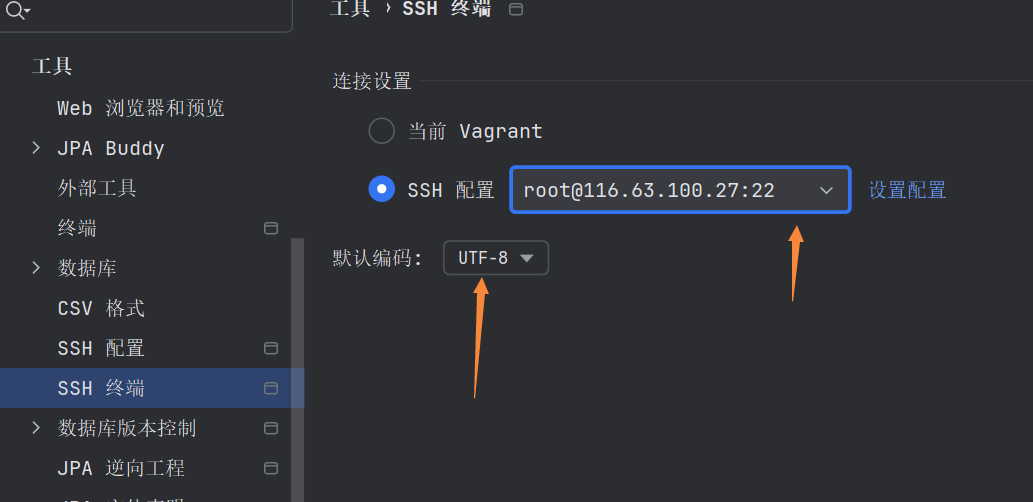 工具 › SSH 终端
工具
Web 浏览器和预览
JPA Buddy
外部工具
终端
数据库
CSV 格式
SSH 配置
SSH 终端
数据库版本控制
JPA 逆向工程
连接设置
当前 Vagrant
SSH 配置 root@116.63.100.27:22 设置配置
默认编码: UTF-8